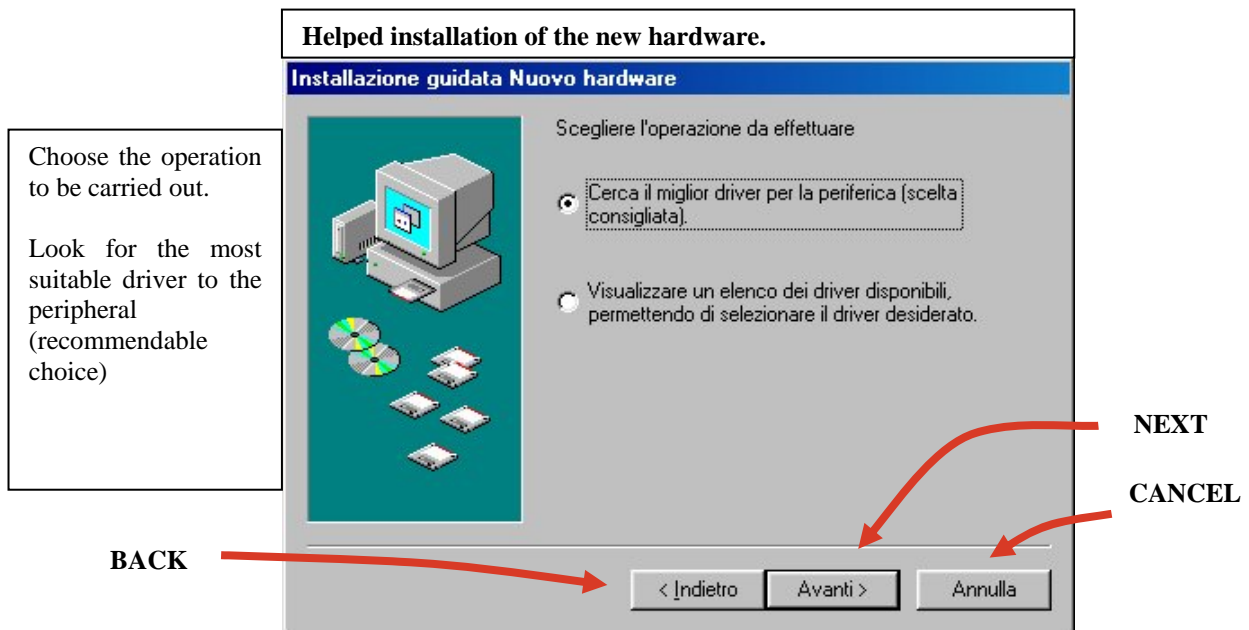 Helped installation of the new hardware.
Installazione guidata Nuovo hardware
Choose the operation
to be carried out.
Look for the most
suitable driver to the
peripheral
(recommendable
choice)
Scegliere l'operazione da effettuare
Cerca il miglior driver per la periferica (scelta
consigliata).
Visualizzare un elenco dei driver disponibili,
permettendo di selezionare il driver desiderato.
NEXT
CANCEL
BACK
< Indietro
Avanti >
Annulla